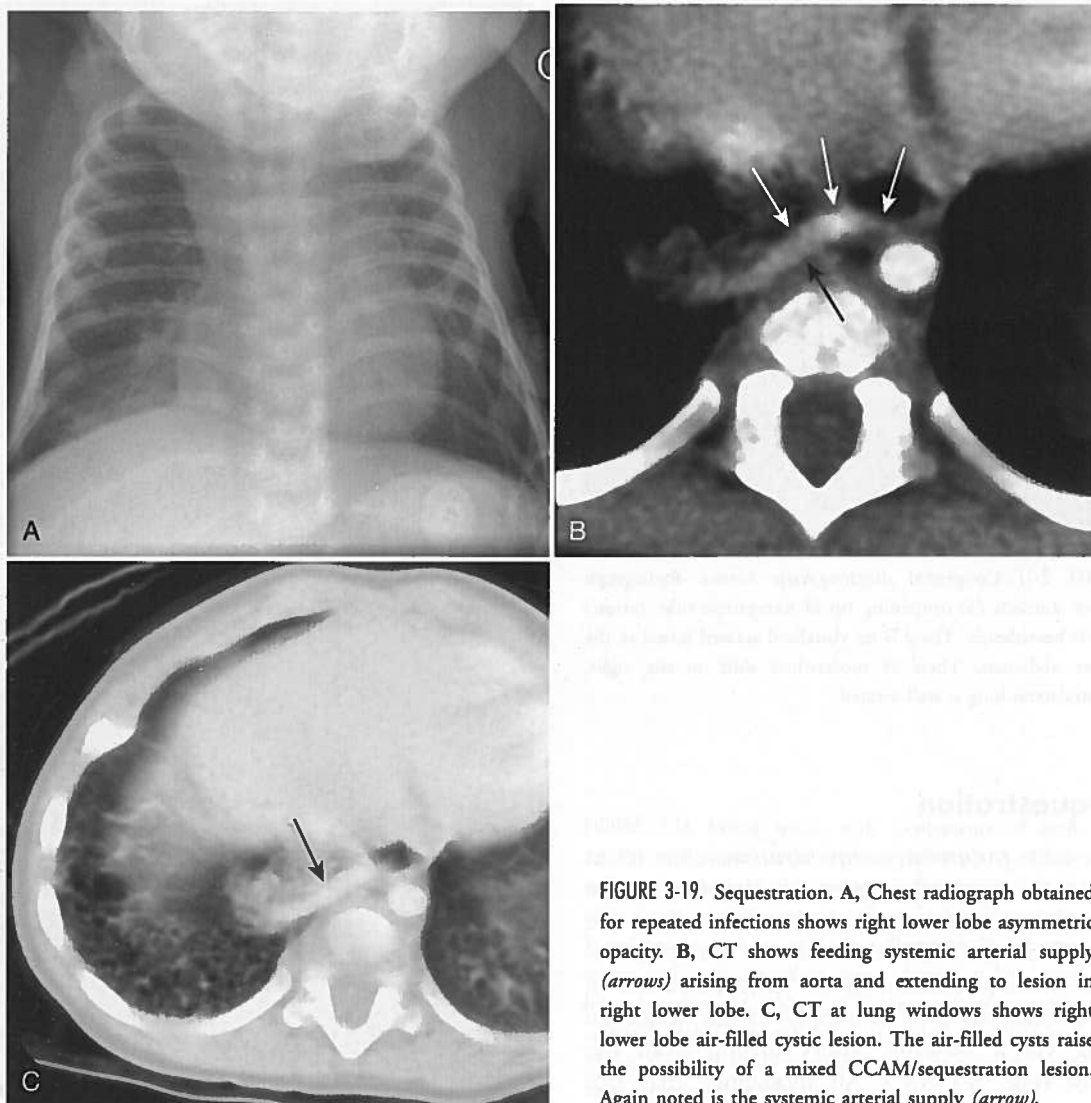 A
B
C
FIGURE 3-19. Sequestration. A, Chest radiograph obtained
for repeated infections shows right lower lobe asymmetric
opacity. B, CT shows feeding systemic arterial supply
(arrows) arising from aorta and extending to lesion in
right lower lobe. C, CT at lung windows shows right
lower lobe air-filled cystic lesion. The air-filled cysts raise
the possibility of a mixed CCAM/sequestration lesion.
Again noted is the systemic arterial supply (arrow).